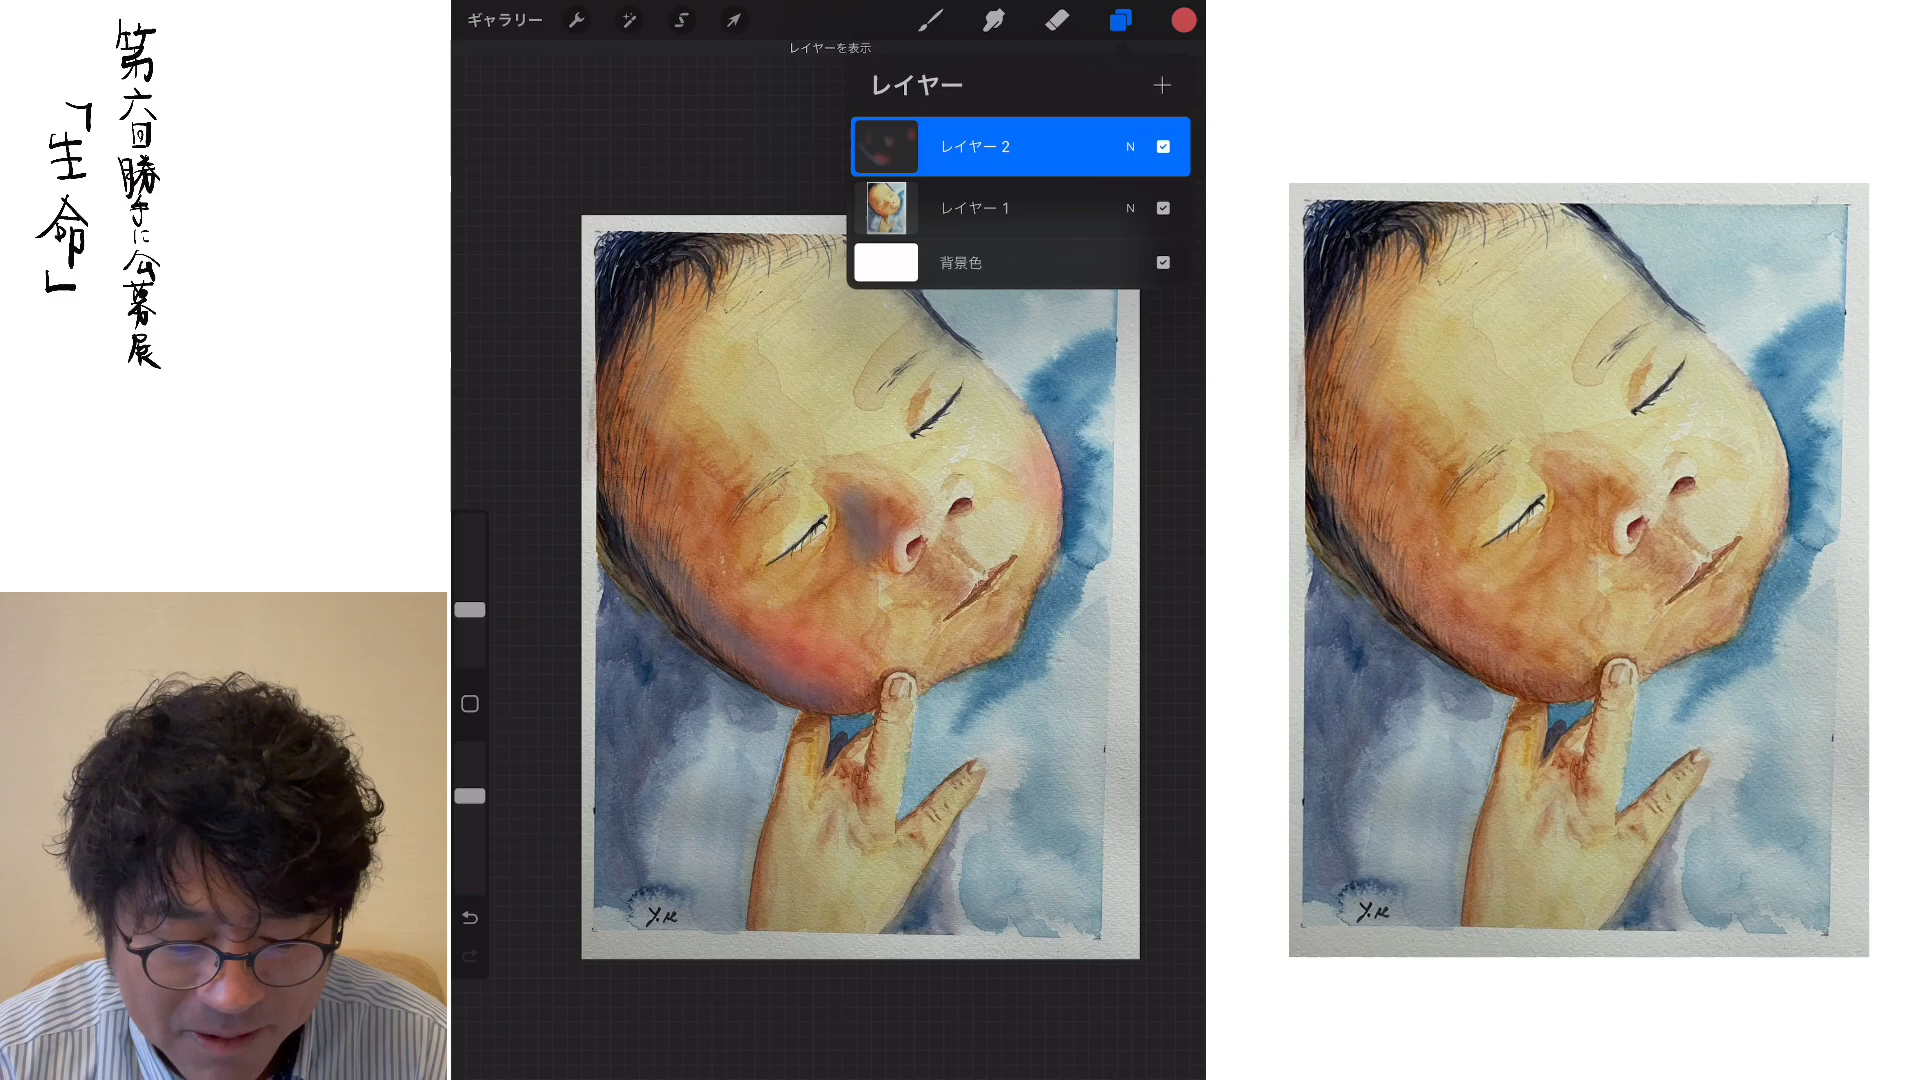 第六回勝手に公募展
「生命」
ギャラリー
レイヤーを表示
レイヤー
レイヤー 2
N
レイヤー 1
N
背景色
Y.M
Y.M